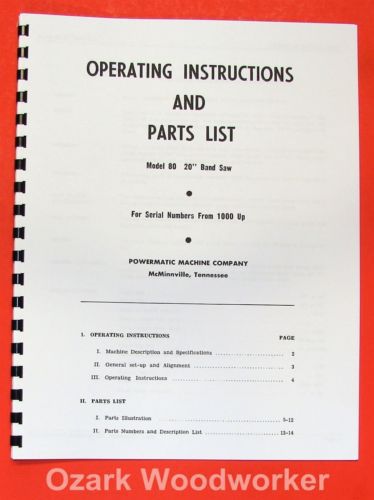 OPERATING INSTRUCTIONS
AND
PARTS LIST
Model 80 20" Band Saw
For Serial Numbers From 1000 Up
POWERMATIC MACHINE COMPANY
McMinnville, Tennessee
I. OPERATING INSTRUCTIONS PAGE
I. Machine Description and Specifications 2
II. General set-up and Alignment 3
III. Operating Instructions 4
II. PARTS LIST
I. Parts Illustration 5-12
II. Parts Numbers and Description List 13-14
Ozark Woodworker